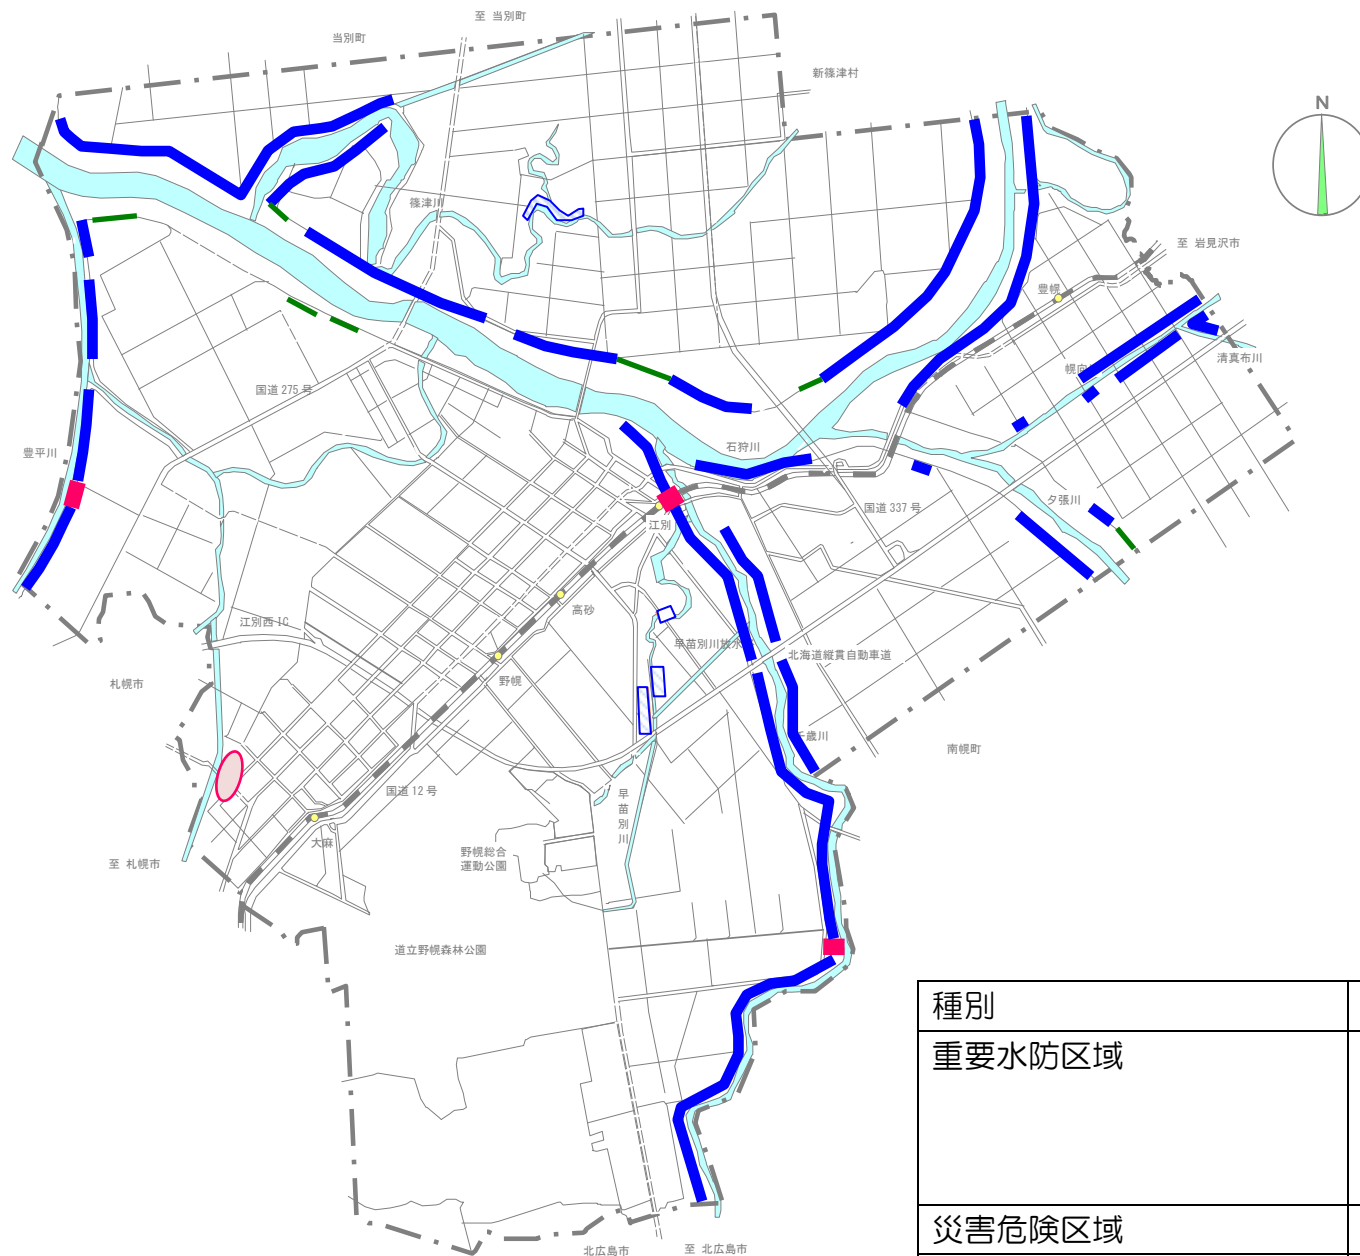 至 当別町
当別町
新篠津村
N
篠津川
至 岩見沢市
豊幌
清真布川
幌向
国道 275 号
石狩川
豊平川
夕張川
国道 337 号
江別
高砂
江別西 IC
早苗別川放水
北海道縦貫自動車道
野幌
札幌市
千歳川
南幌町
国道 12 号
早苗別川
大麻
野幌総合
運動公園
至 札幌市
道立野幌森林公園
種別
重要水防区域
災害危険区域
北広島市
至 北広島市